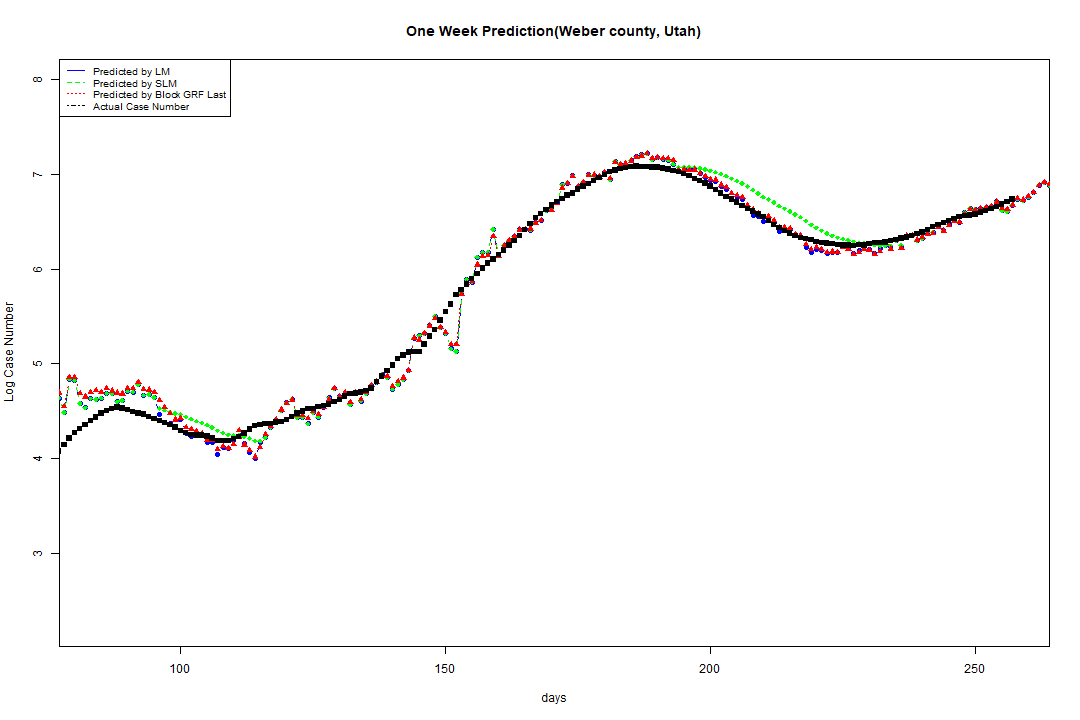 One Week Prediction(Weber county, Utah)
Predicted by LM
Predicted by SLM
Predicted by Block GRF Last
Actual Case Number
8
7
6
5
4
3
Log Case Number
100 150 200 250
days